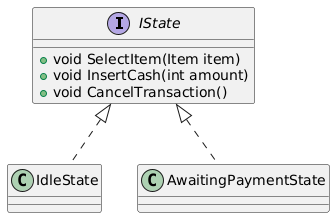 I IState
void SelectItem(Item item)
void InsertCash(int amount)
void CancelTransaction()
C IdleState
C AwaitingPaymentState